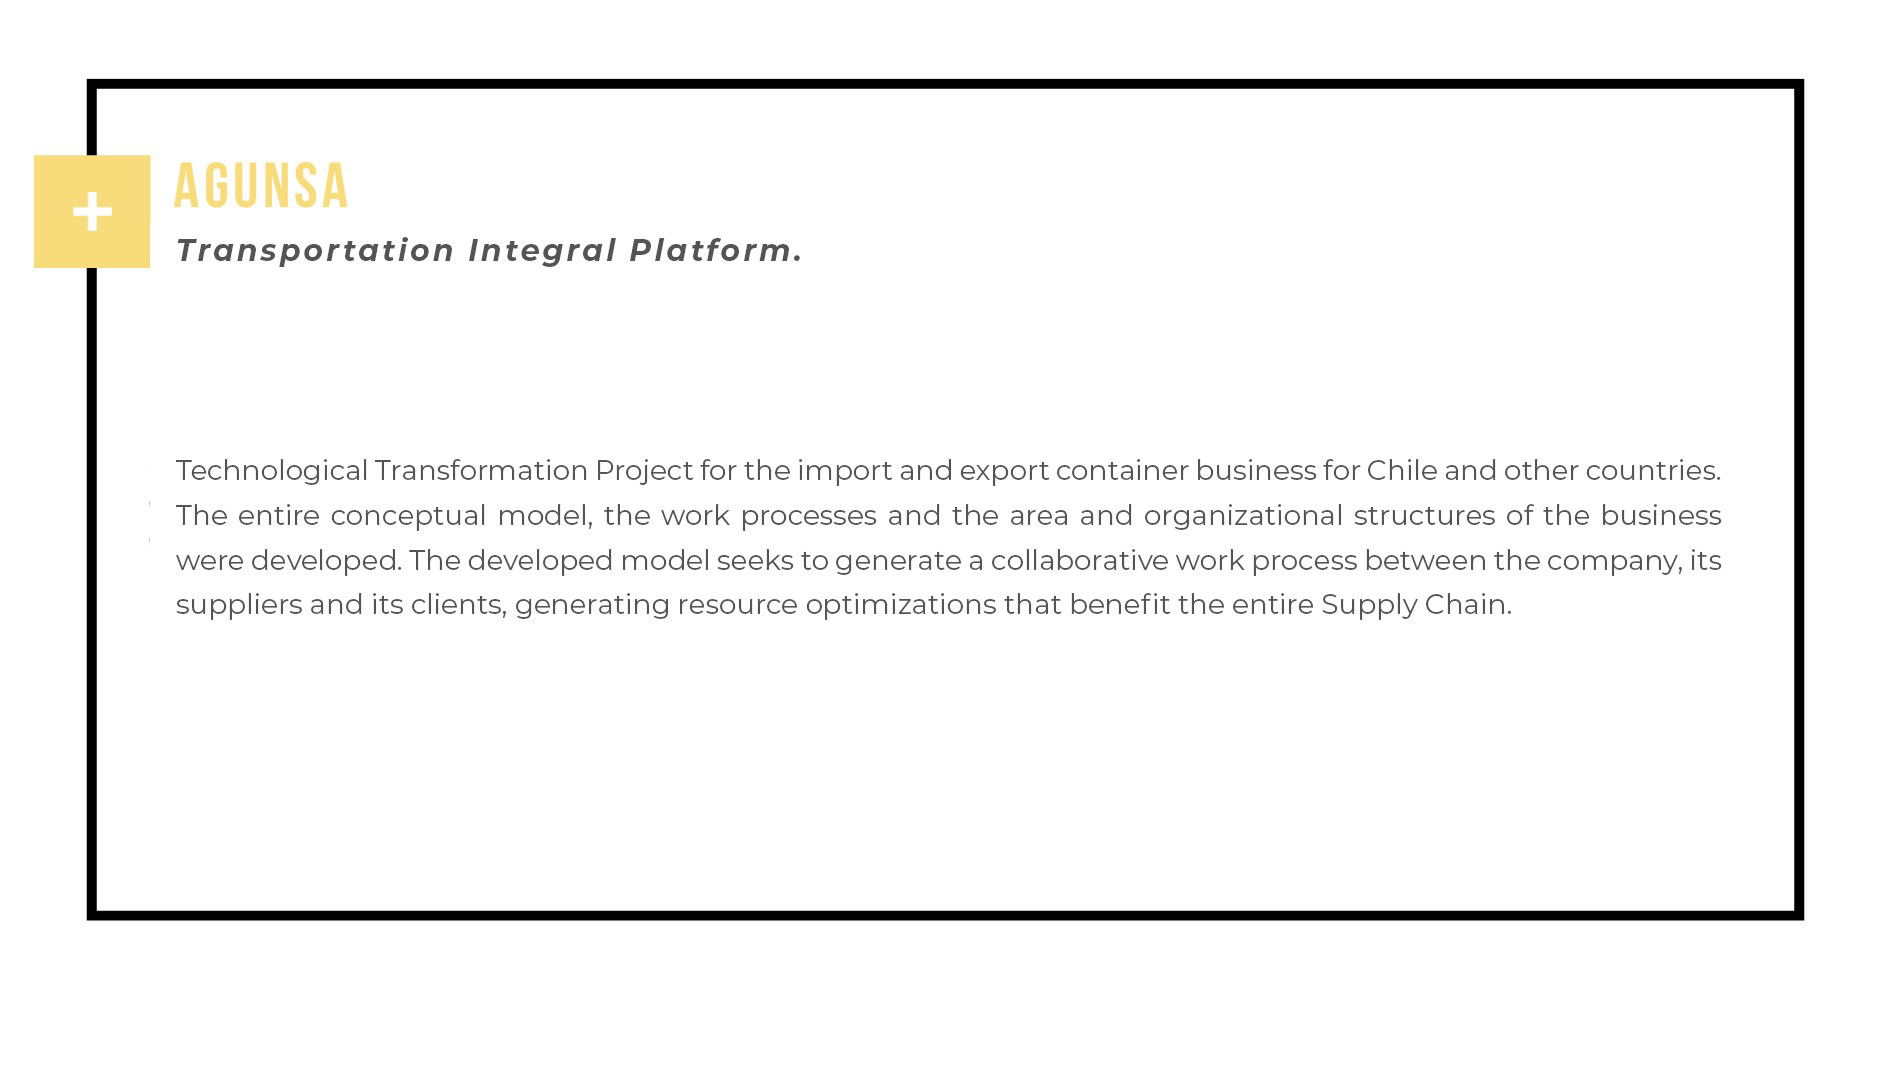 +
AGUNSA
Transportation Integral Platform.
Technological Transformation Project for the import and export container business for Chile and other countries.
The entire conceptual model, the work processes and the area and organizational structures of the business
were developed. The developed model seeks to generate a collaborative work process between the company, its
suppliers and its clients, generating resource optimizations that benefit the entire Supply Chain.